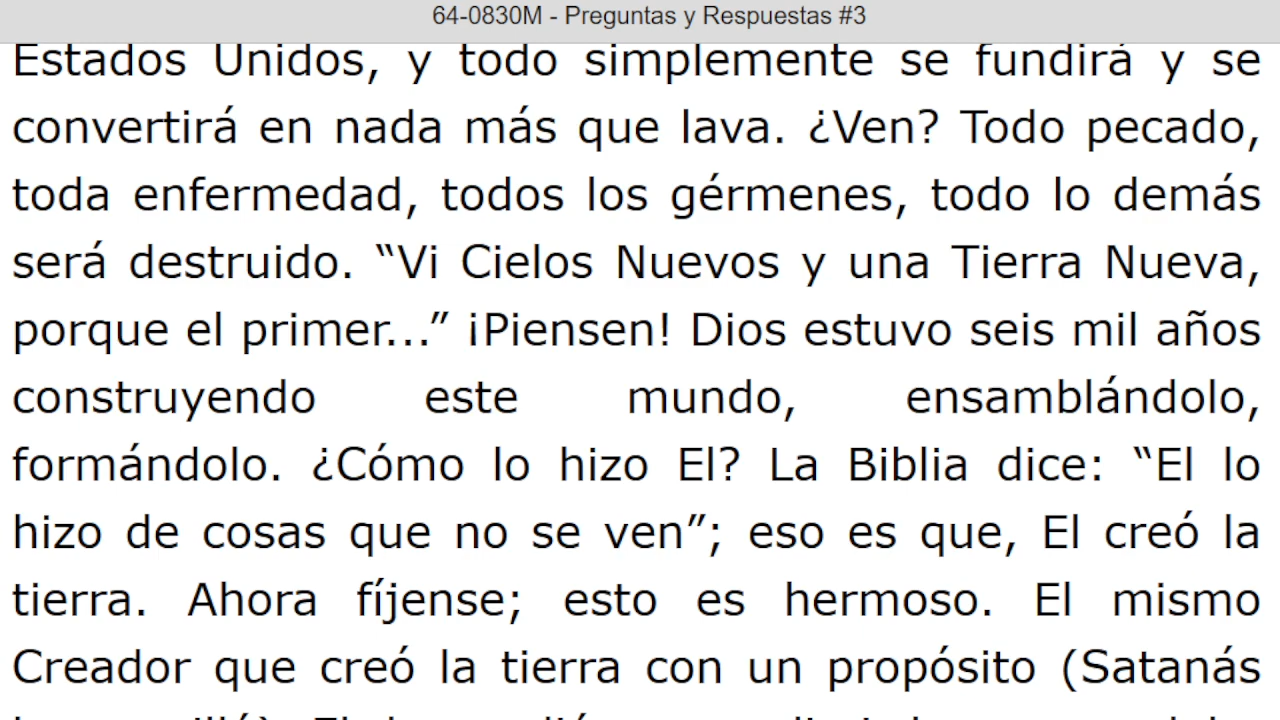 64-0830M - Preguntas y Respuestas #3
Estados Unidos, y todo simplemente se fundirá y se
convertirá en nada más que lava. ¿Ven? Todo pecado,
toda enfermedad, todos los gérmenes, todo lo demás
será destruido. “Vi Cielos Nuevos y una Tierra Nueva,
porque el primer...” ¡Piensen! Dios estuvo seis mil años
construyendo este mundo, ensamblándolo,
formándolo. ¿Cómo lo hizo El? La Biblia dice: “El lo
hizo de cosas que no se ven”; eso es que, El creó la
tierra. Ahora fíjense; esto es hermoso. El mismo
Creador que creó la tierra con un propósito (Satanás